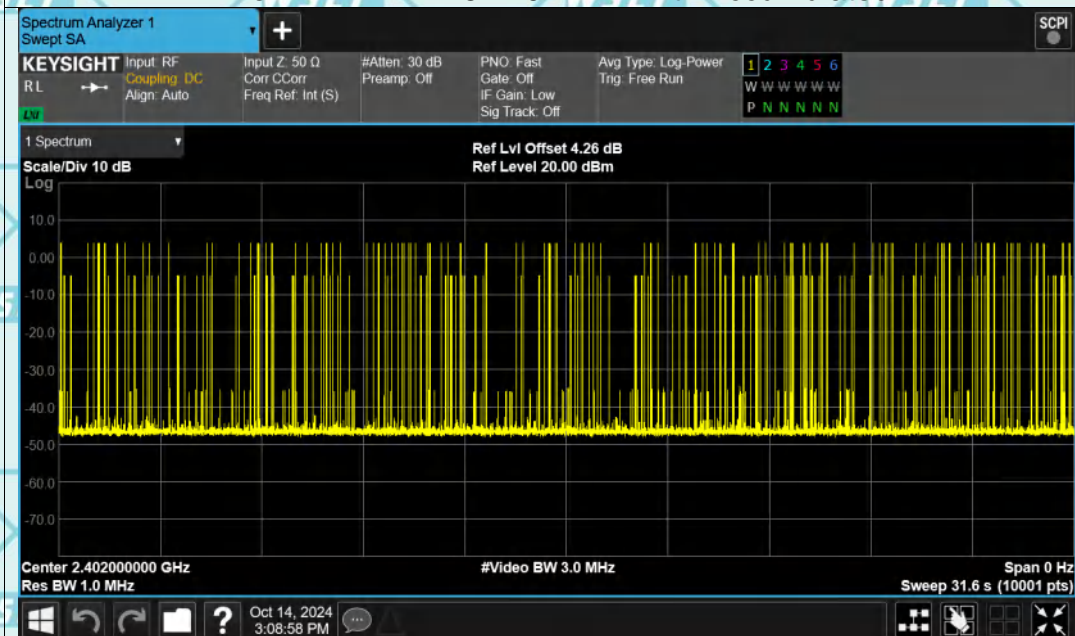 Spectrum Analyzer 1
Swept SA
+
SCPI
KEYSIGHT
RL
LXI
Input: RF
Coupling: DC
Align: Auto
Input Z: 50 Ω
Corr CCorr
Freq Ref: Int (S)
#Atten: 30 dB
Preamp: Off
PNO: Fast
Gate: Off
IF Gain: Low
Sig Track: Off
Avg Type: Log-Power
Trig: Free Run
1 2 3 4 5 6
W W W W W W
P N N N N N
1 Spectrum
Scale/Div 10 dB
Log
Ref Lvl Offset 4.26 dB
Ref Level 20.00 dBm
10.0
0.00
-10.0
-20.0
-30.0
-40.0
-50.0
-60.0
-70.0
Center 2.402000000 GHz
#Video BW 3.0 MHz
Span 0 Hz
Res BW 1.0 MHz
Sweep 31.6 s (10001 pts)
?
Oct 14, 2024
3:08:58 PM